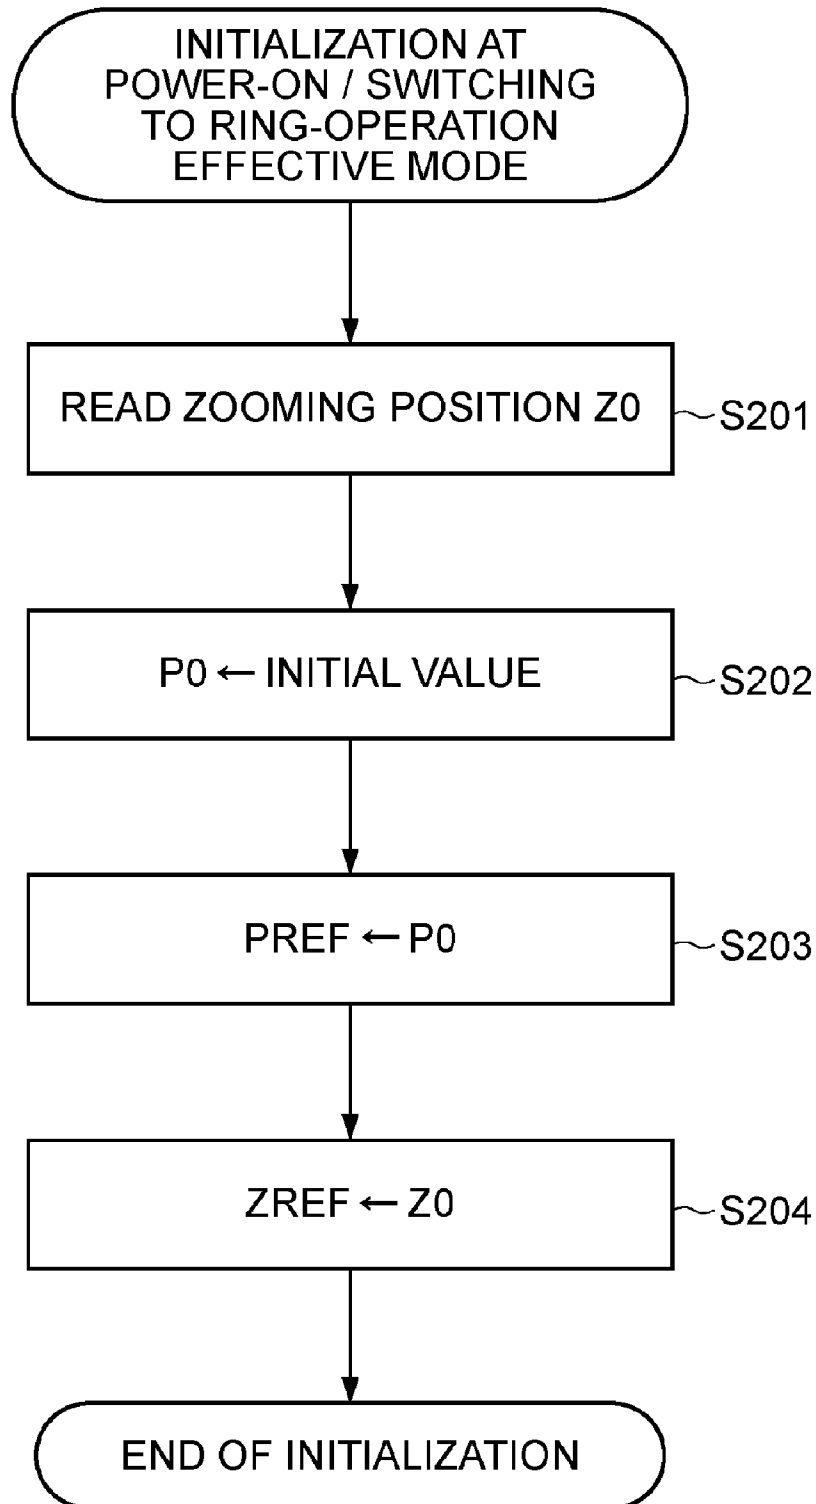 INITIALIZATION AT
POWER-ON / SWITCHING
TO RING-OPERATION
EFFECTIVE MODE
READ ZOOMING POSITION Z0
S201
P0 ← INITIAL VALUE
S202
PREF ← P0
S203
ZREF ← Z0
S204
END OF INITIALIZATION